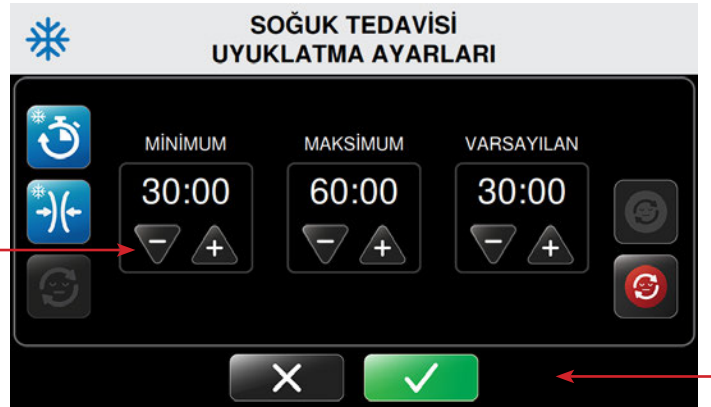 SOĞUK TEDAVİSİ
UYUKLATMA AYARLARI
MİNİMUM MAKSİMUM VARSAYILAN
30:00 60:00 30:00